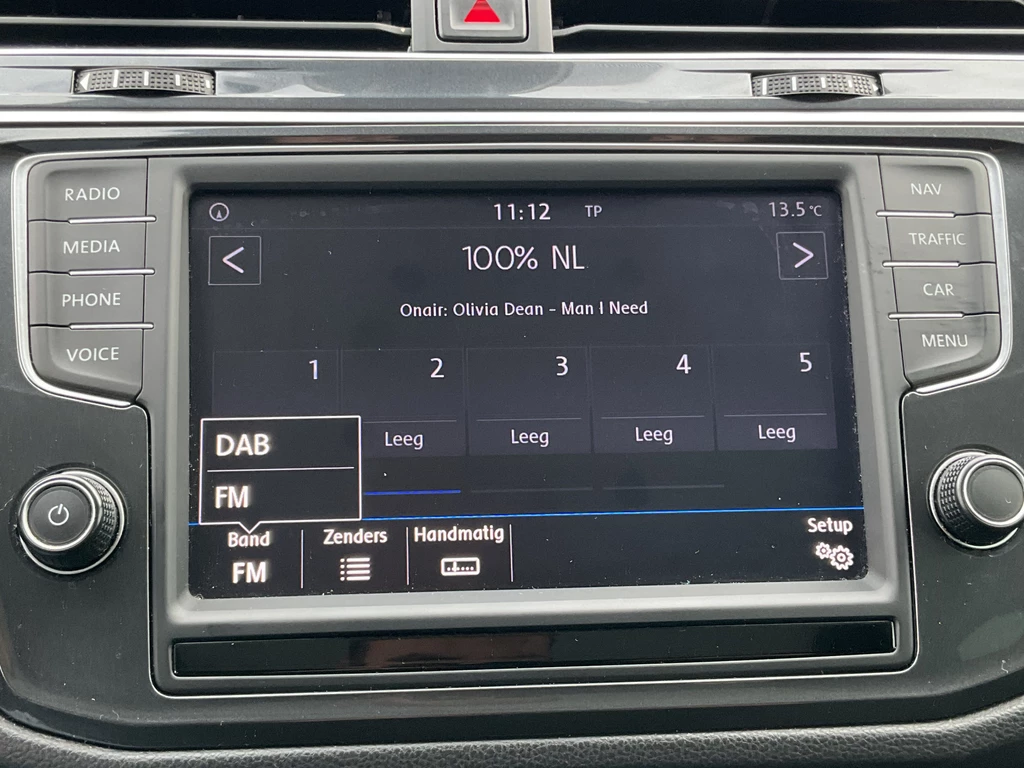 RADIO
MEDIA
PHONE
VOICE
11:12 TP 13.5°C
< 100% NL >
Onair: Olivia Dean - Man I Need
1 2 3 4 5
Leeg Leeg Leeg Leeg
DAB
FM
Band Zenders Handmatig Setup
FM
NAV
TRAFFIC
CAR
MENU